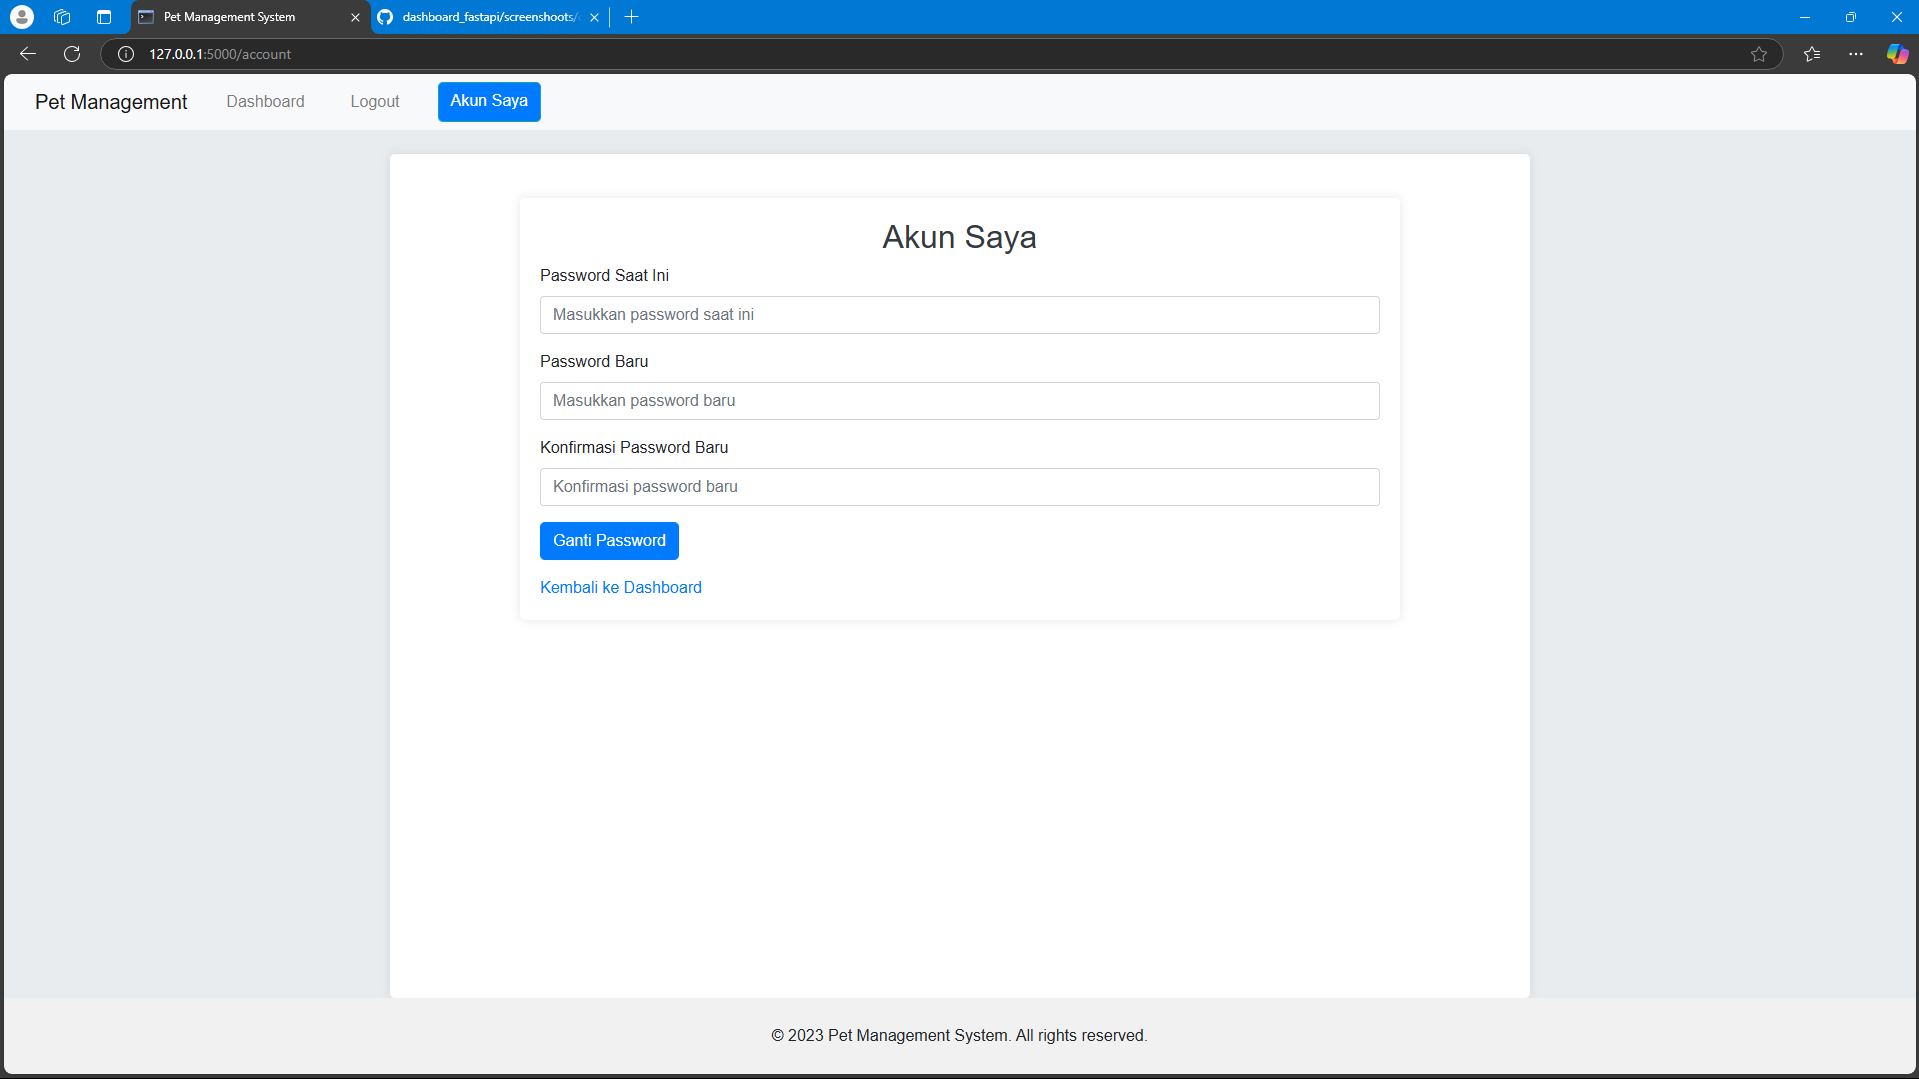 Pet Management System
dashboard_fastapi/screenshoots/
127.0.0.1:5000/account
Pet Management
Dashboard
Logout
Akun Saya
Akun Saya
Password Saat Ini
Masukkan password saat ini
Password Baru
Masukkan password baru
Konfirmasi Password Baru
Konfirmasi password baru
Ganti Password
Kembali ke Dashboard
© 2023 Pet Management System. All rights reserved.